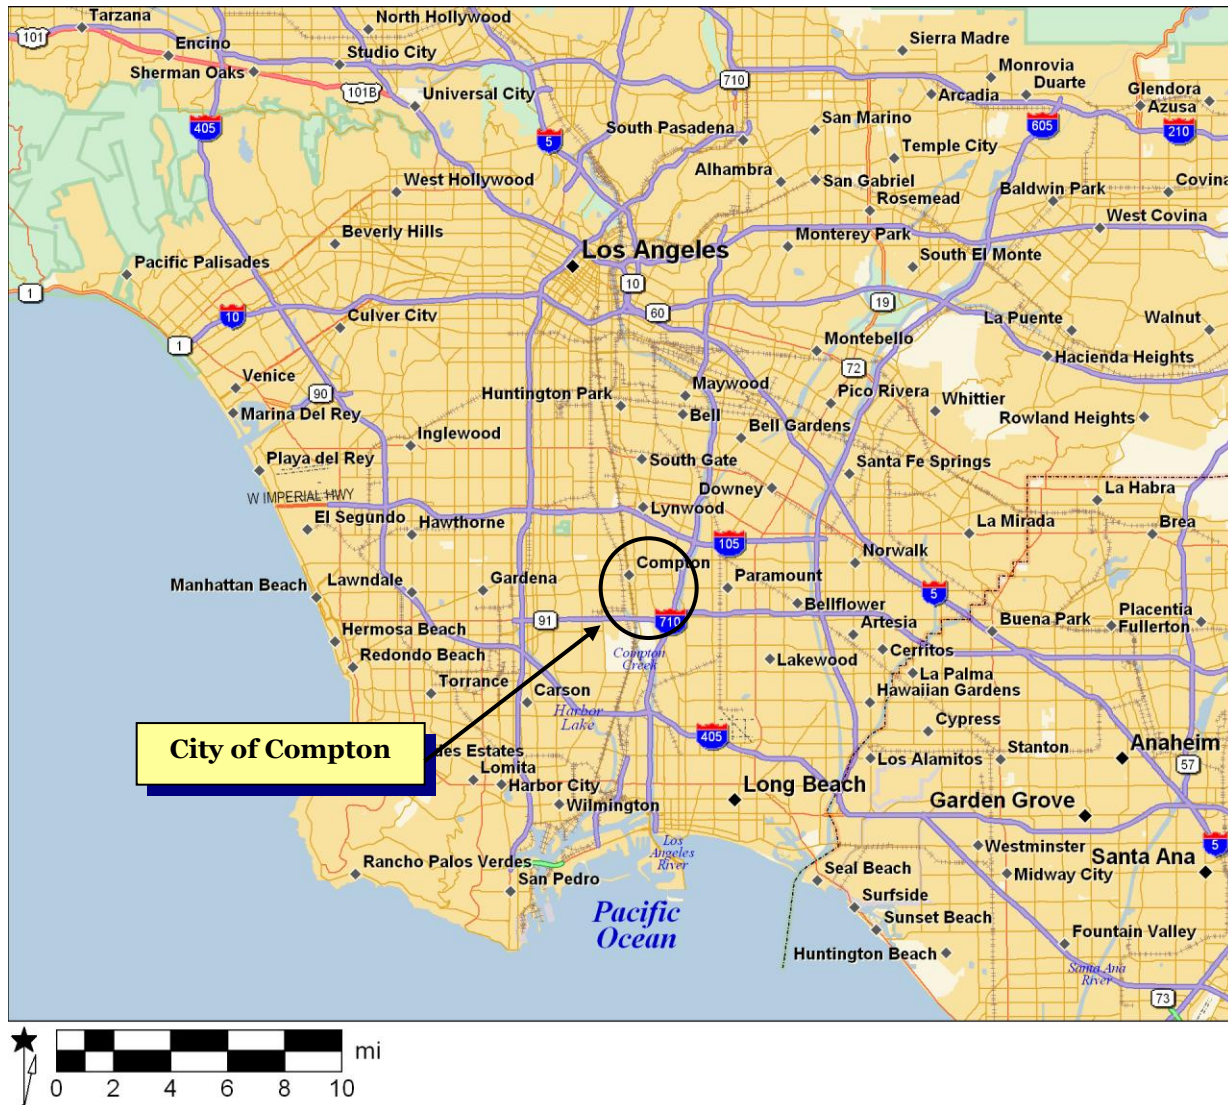 Tarzana
North Hollywood
101
Encino
Studio City
Sherman Oaks
101B
Universal City
Sierra Madre
Monrovia
Duarte
Glendora
Azusa
710
Arcadia
405
5
South Pasadena
San Marino
605
210
Temple City
Alhambra
San Gabriel
West Hollywood
Rosemead
Baldwin Park
Covina
West Covina
Beverly Hills
Los Angeles
Monterey Park
South El Monte
Pacific Palisades
1
10
10
60
19
Culver City
La Puente
Walnut
1
Montebello
Hacienda Heights
72
Venice
90
Maywood
Huntington Park
Pico Rivera
Whittier
Marina Del Rey
Bell
Rowland Heights
Bell Gardens
Inglewood
Playa del Rey
South Gate
Santa Fe Springs
Downey
La Habra
W IMPERIAL HWY
Lynwood
El Segundo
Hawthorne
La Mirada
Brea
105
Norwalk
Compton
Manhattan Beach
Lawndale
Gardena
Paramount
5
Bellflower
91
710
Artesia
Buena Park
Placentia
Fullerton
Hermosa Beach
Redondo Beach
Compton
Creek
Lakewood
Cerritos
La Palma
Torrance
Carson
Hawaiian Gardens
Harbor
Lake
Cypress
405
City of Compton
des Estates
Stanton
Anaheim
Los Alamitos
57
Lomita
Harbor City
Long Beach
Garden Grove
Wilmington
Los
Angeles
River
Westminster
Santa Ana
5
Rancho Palos Verdes
San Pedro
Seal Beach
Midway City
Surfside
Pacific
Ocean
Sunset Beach
Fountain Valley
Huntington Beach
Santa Ana
River
73
mi
0 2 4 6 8 10